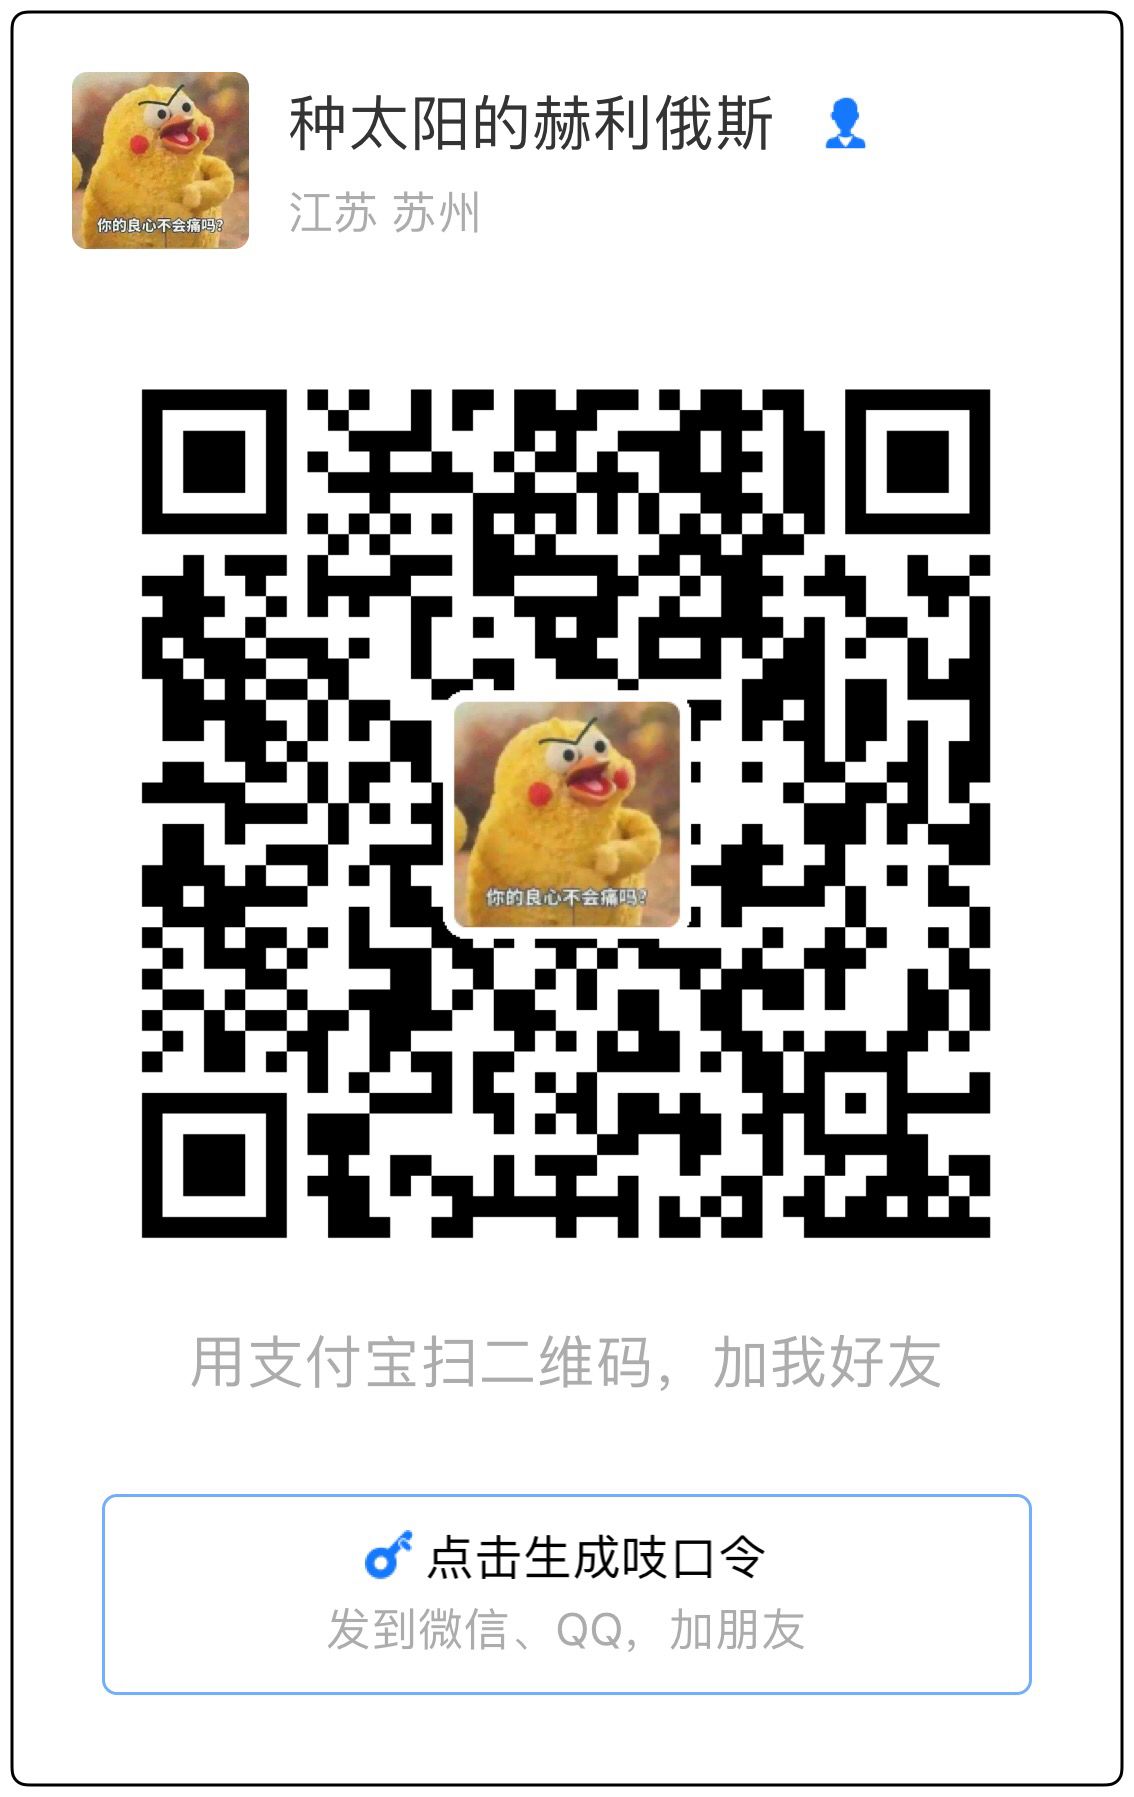 种太阳的赫利俄斯
江苏 苏州
你的良心不会痛吗?
你的良心不会痛吗?
用支付宝扫二维码，加我好友
点击生成吱口令
发到微信、QQ，加朋友